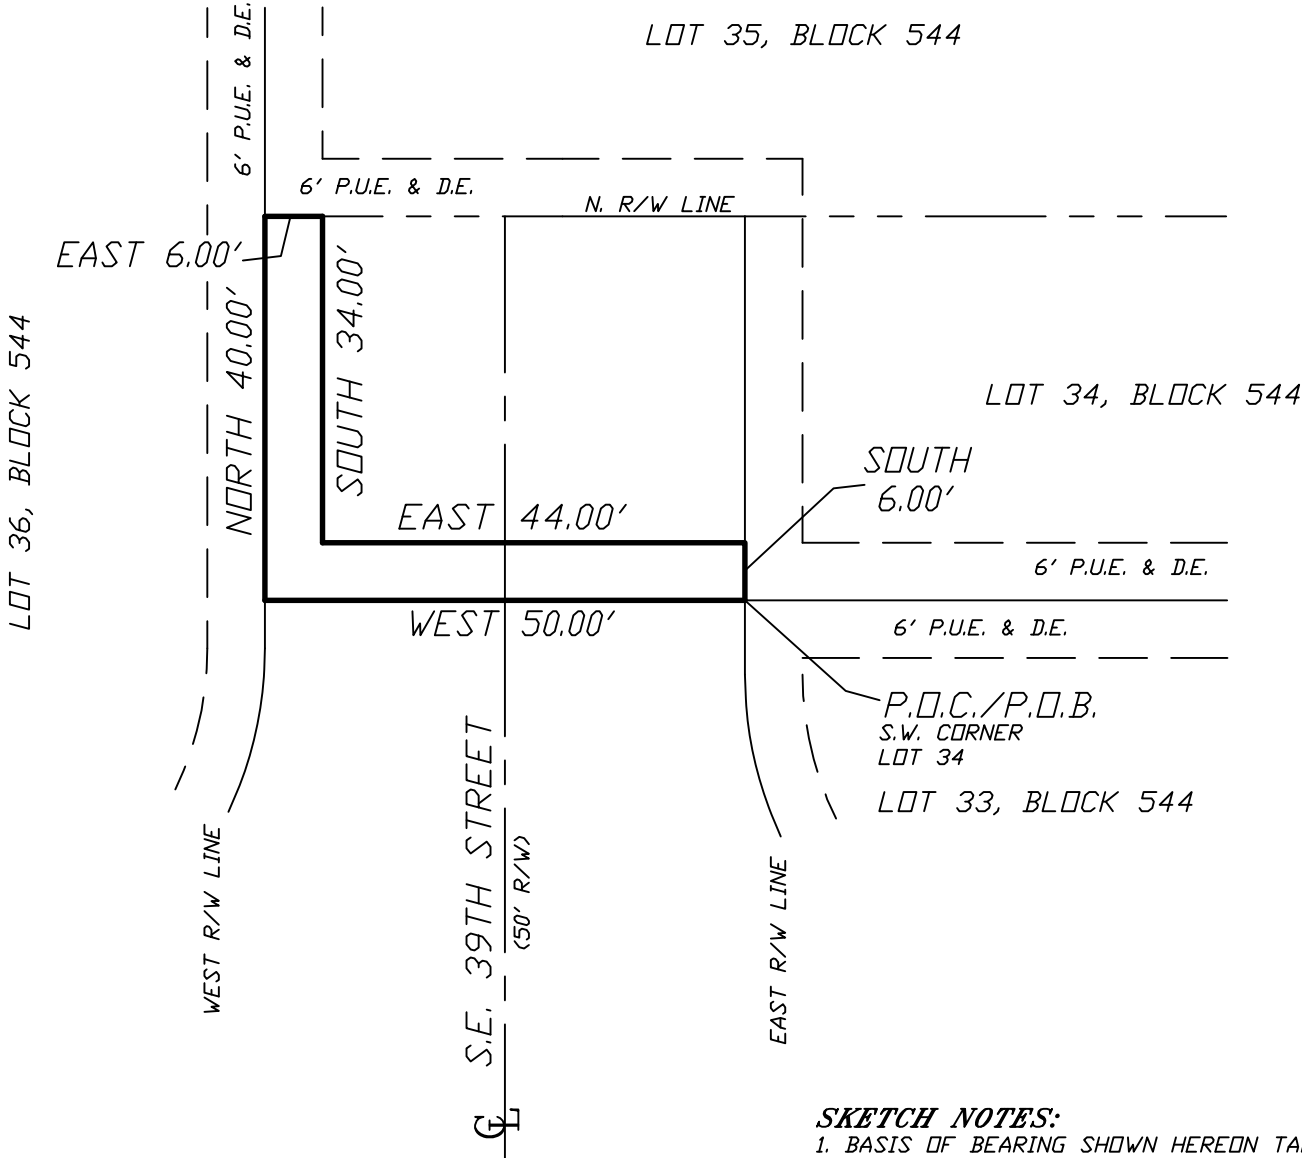 LOT 35, BLOCK 544
6' P.U.E. & D.E.
6' P.U.E. & D.E.
N. R/W LINE
EAST 6.00'
NORTH 40.00'
SOUTH 34.00'
LOT 36, BLOCK 544
LOT 34, BLOCK 544
SOUTH
6.00'
EAST 44.00'
6' P.U.E. & D.E.
WEST 50.00'
6' P.U.E. & D.E.
P.O.C./P.O.B.
S.W. CORNER
LOT 34
LOT 33, BLOCK 544
S.E. 39TH STREET
(50' R/W)
WEST R/W LINE
EAST R/W LINE
CL
SKETCH NOTES:
1. BASIS OF BEARING SHOWN HEREON